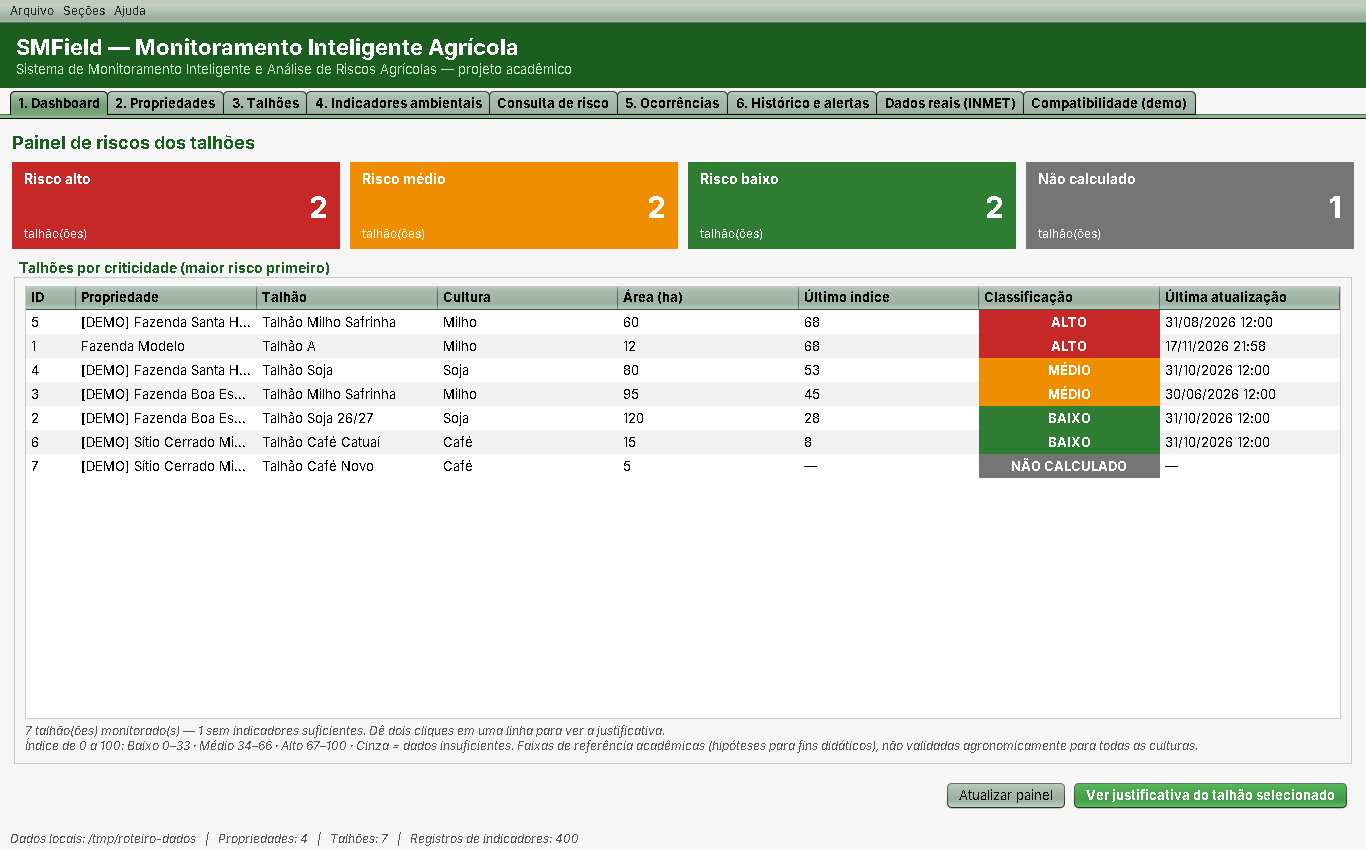 Arquivo Seções Ajuda
SMField — Monitoramento Inteligente Agrícola
Sistema de Monitoramento Inteligente e Análise de Riscos Agrícolas — projeto acadêmico
1. Dashboard 2. Propriedades 3. Talhões 4. Indicadores ambientais Consulta de risco 5. Ocorrências 6. Histórico e alertas Dados reais (INMET) Compatibilidade (demo)
Painel de riscos dos talhões
Risco alto Risco médio Risco baixo Não calculado
2 2 2 1
talhão(ões) talhão(ões) talhão(ões) talhão(ões)
Talhões por criticidade (maior risco primeiro)
ID Propriedade Talhão Cultura Área (ha) Último índice Classificação Última atualização
5 [DEMO] Fazenda Santa H... Talhão Milho Safrinha Milho 60 68 ALTO 31/08/2026 12:00
1 Fazenda Modelo Talhão A Milho 12 68 ALTO 17/11/2026 21:58
4 [DEMO] Fazenda Santa H... Talhão Soja Soja 80 53 MÉDIO 31/10/2026 12:00
3 [DEMO] Fazenda Boa Es... Talhão Milho Safrinha Milho 95 45 MÉDIO 30/06/2026 12:00
2 [DEMO] Fazenda Boa Es... Talhão Soja 26/27 Soja 120 28 BAIXO 31/10/2026 12:00
6 [DEMO] Sítio Cerrado Mi... Talhão Café Catuaí Café 15 8 BAIXO 31/10/2026 12:00
7 [DEMO] Sítio Cerrado Mi... Talhão Café Novo Café 5 — NÃO CALCULADO —
7 talhão(ões) monitorado(s) — 1 sem indicadores suficientes. Dê dois cliques em uma linha para ver a justificativa.
Índice de 0 a 100: Baixo 0–33 · Médio 34–66 · Alto 67–100 · Cinza = dados insuficientes. Faixas de referência acadêmicas (hipóteses para fins didáticos), não validadas agronomicamente para todas as culturas.
Atualizar painel Ver justificativa do talhão selecionado
Dados locais: /tmp/roteiro-dados | Propriedades: 4 | Talhões: 7 | Registros de indicadores: 400